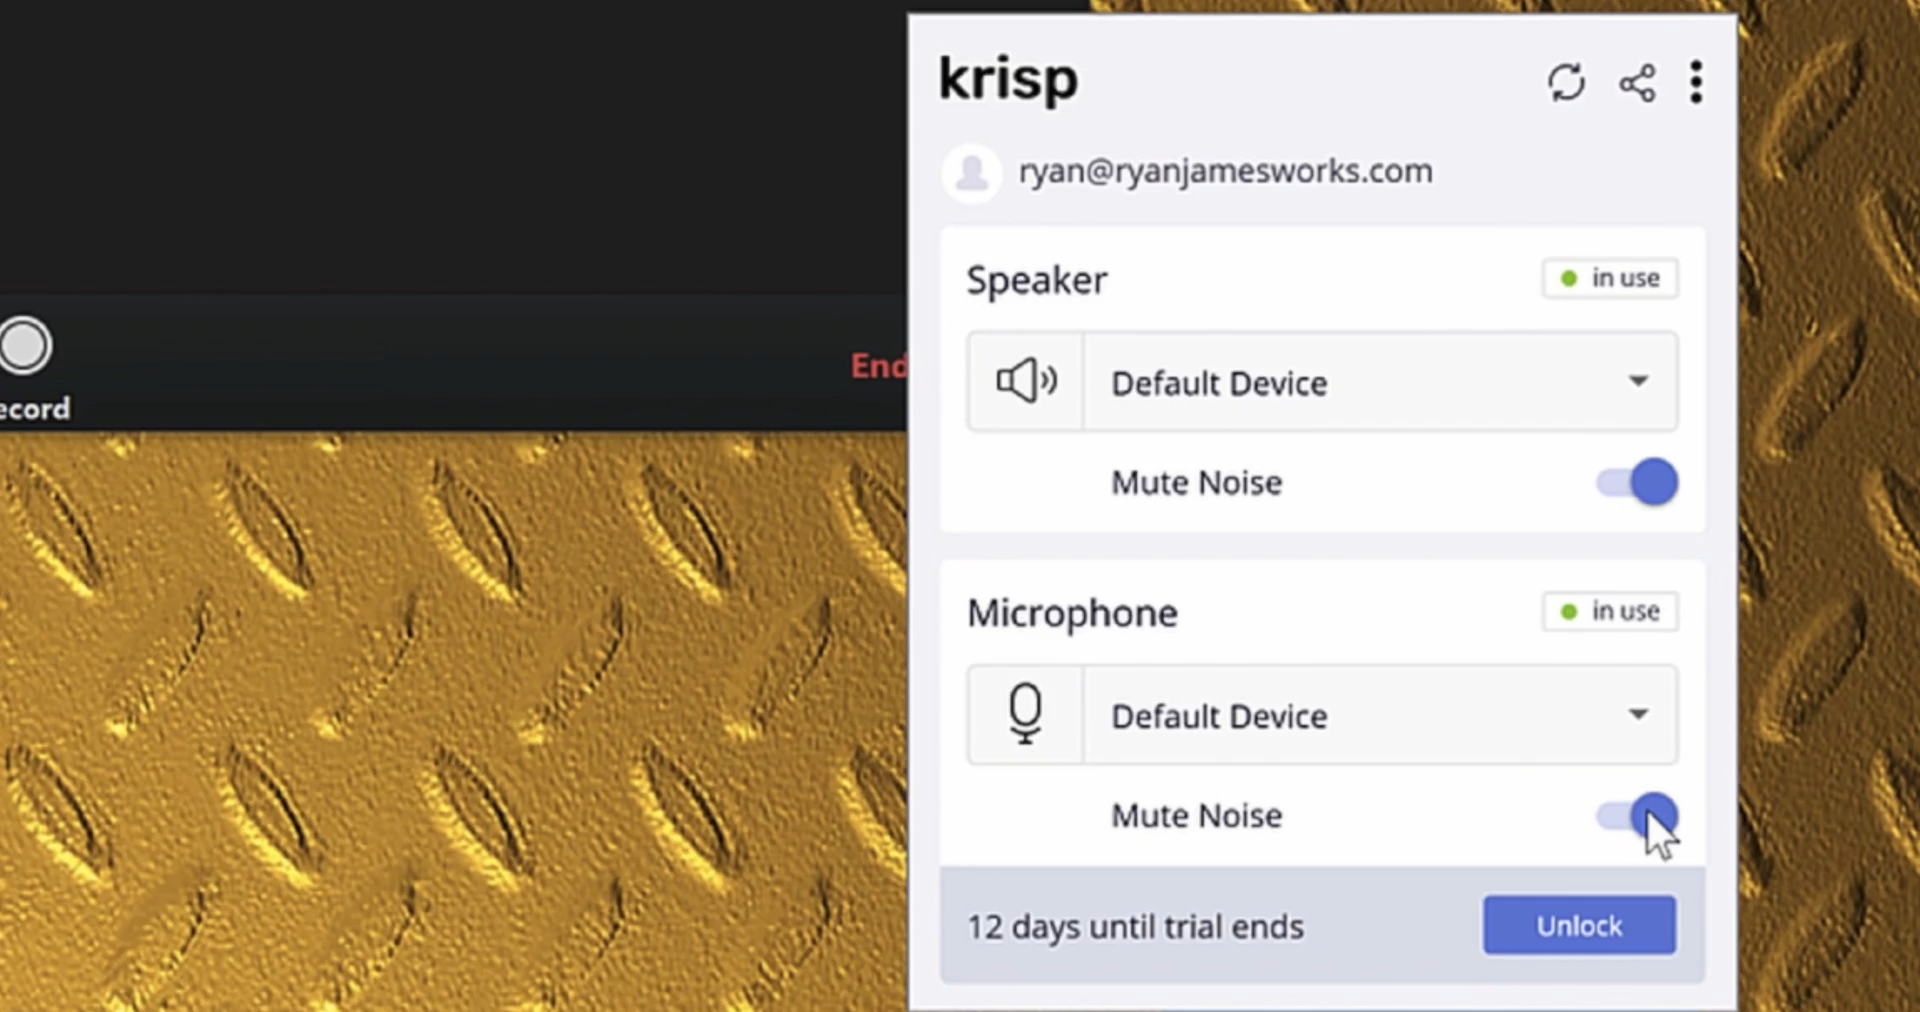 krisp
ryan@ryanjamesworks.com
Speaker
in use
Default Device
Mute Noise
Microphone
in use
Default Device
Mute Noise
12 days until trial ends
Unlock
End
ecord